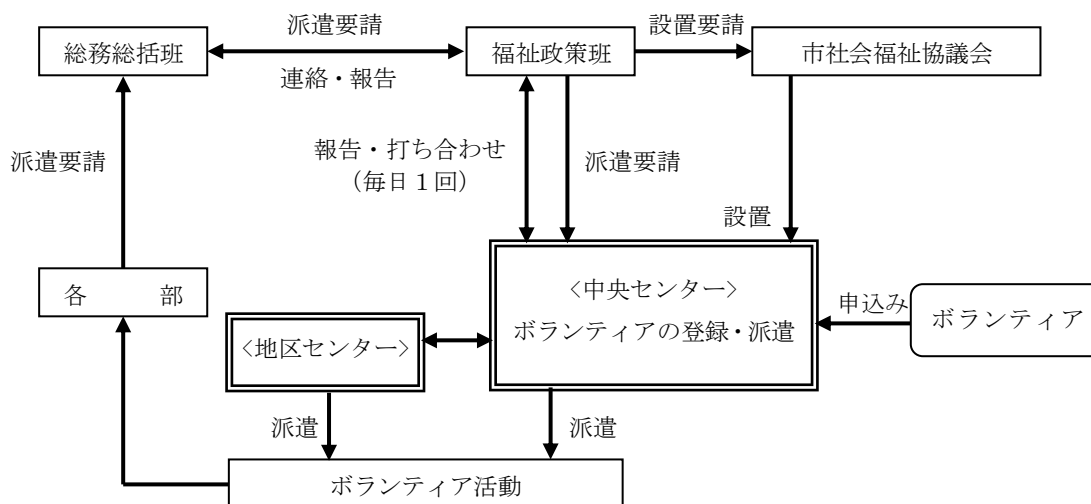 派遣要請
設置要請
総務総括班
福祉政策班
市社会福祉協議会
連絡・報告
派遣要請
報告・打ち合わせ
（毎日１回）
派遣要請
設置
各　　部
<中央センター>
ボランティアの登録・派遣
申込み
ボランティア
<地区センター>
派遣
派遣
ボランティア活動